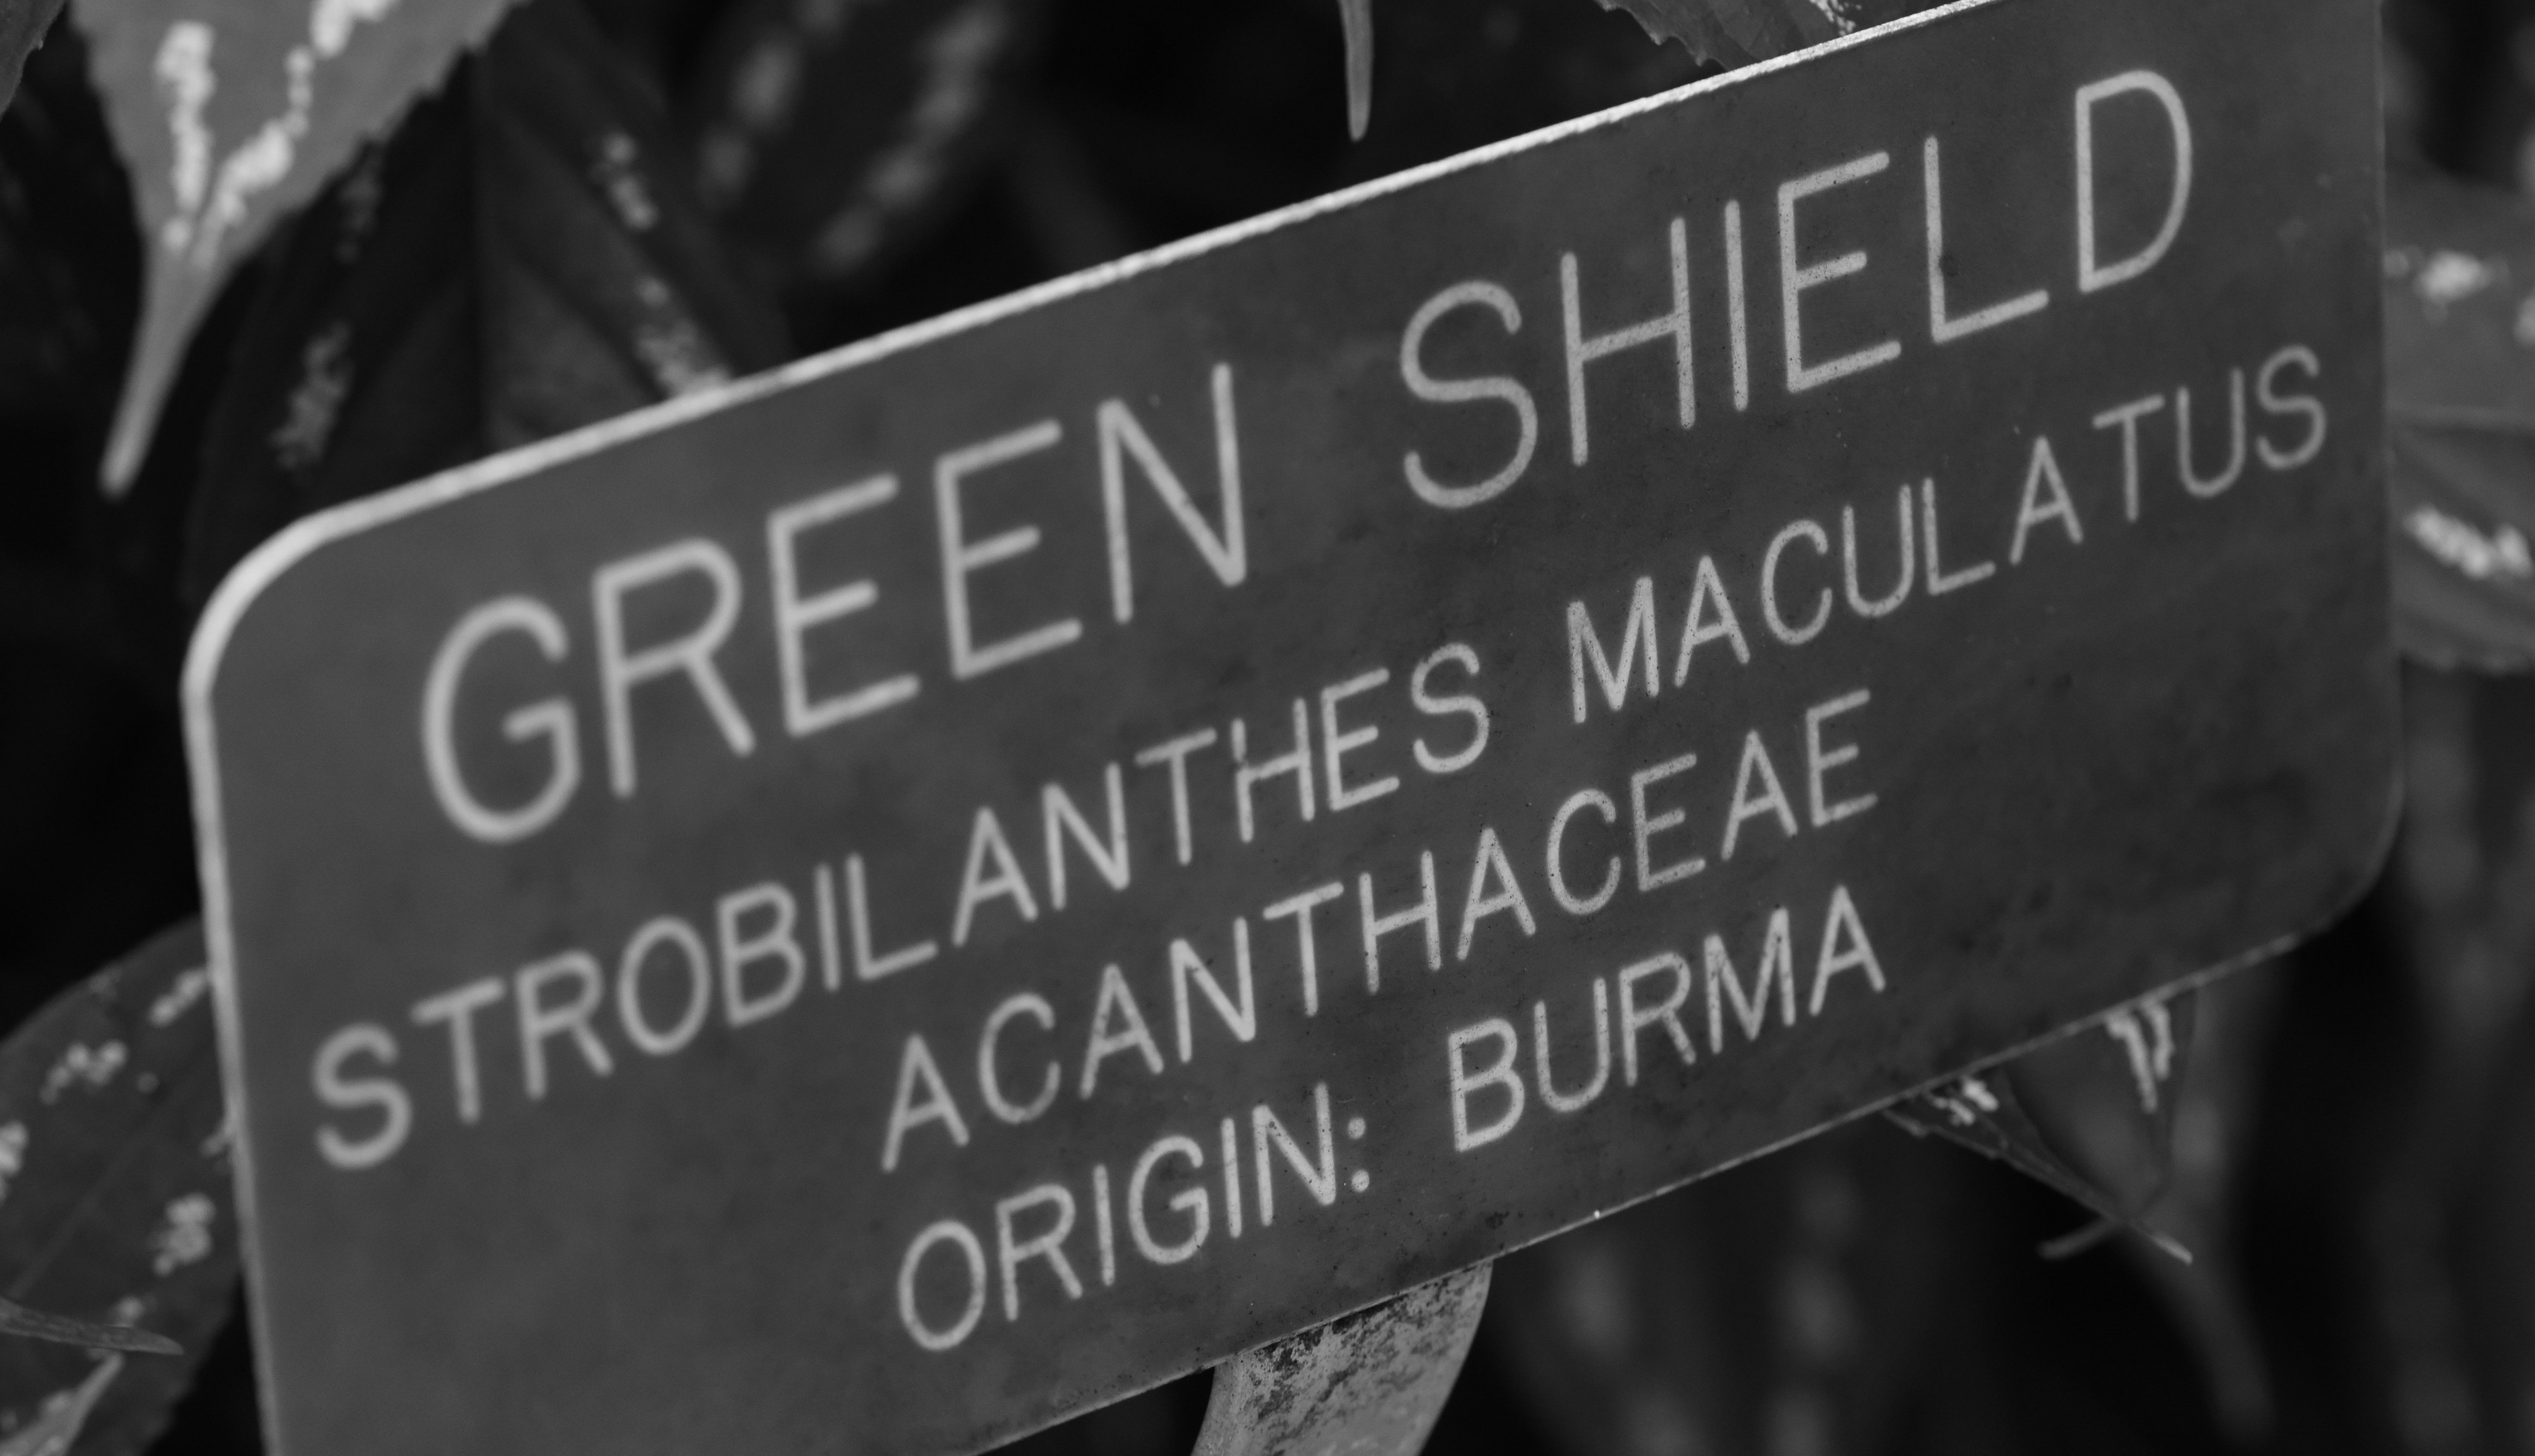 GREEN SHIELD
STROBILANTHES MACULATUS
ACANTHACEAE
ORIGIN: BURMA